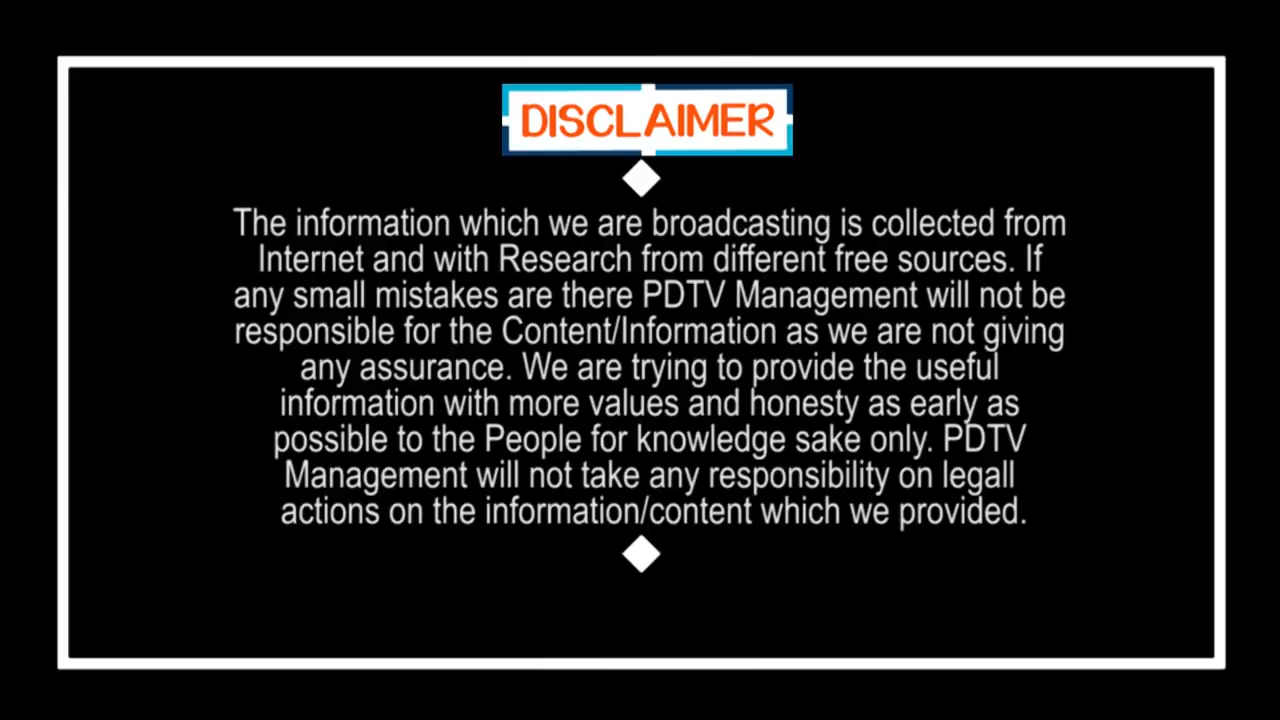 DISCLAIMER
The information which we are broadcasting is collected from
Internet and with Research from different free sources. If
any small mistakes are there PDTV Management will not be
responsible for the Content/Information as we are not giving
any assurance. We are trying to provide the useful
information with more values and honesty as early as
possible to the People for knowledge sake only. PDTV
Management will not take any responsibility on legall
actions on the information/content which we provided.